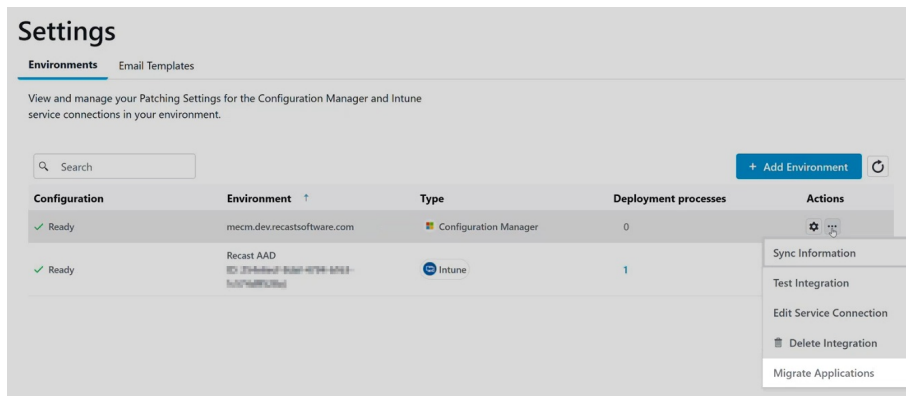 Settings
Environments Email Templates
View and manage your Patching Settings for the Configuration Manager and Intune
service connections in your environment.
Search
+ Add Environment
Configuration Environment ↑ Type Deployment processes Actions
Ready mecm.dev.recastsoftware.com Configuration Manager 0
Sync Information
Recast AAD
Ready Intune 1
Test Integration
Edit Service Connection
Delete Integration
Migrate Applications